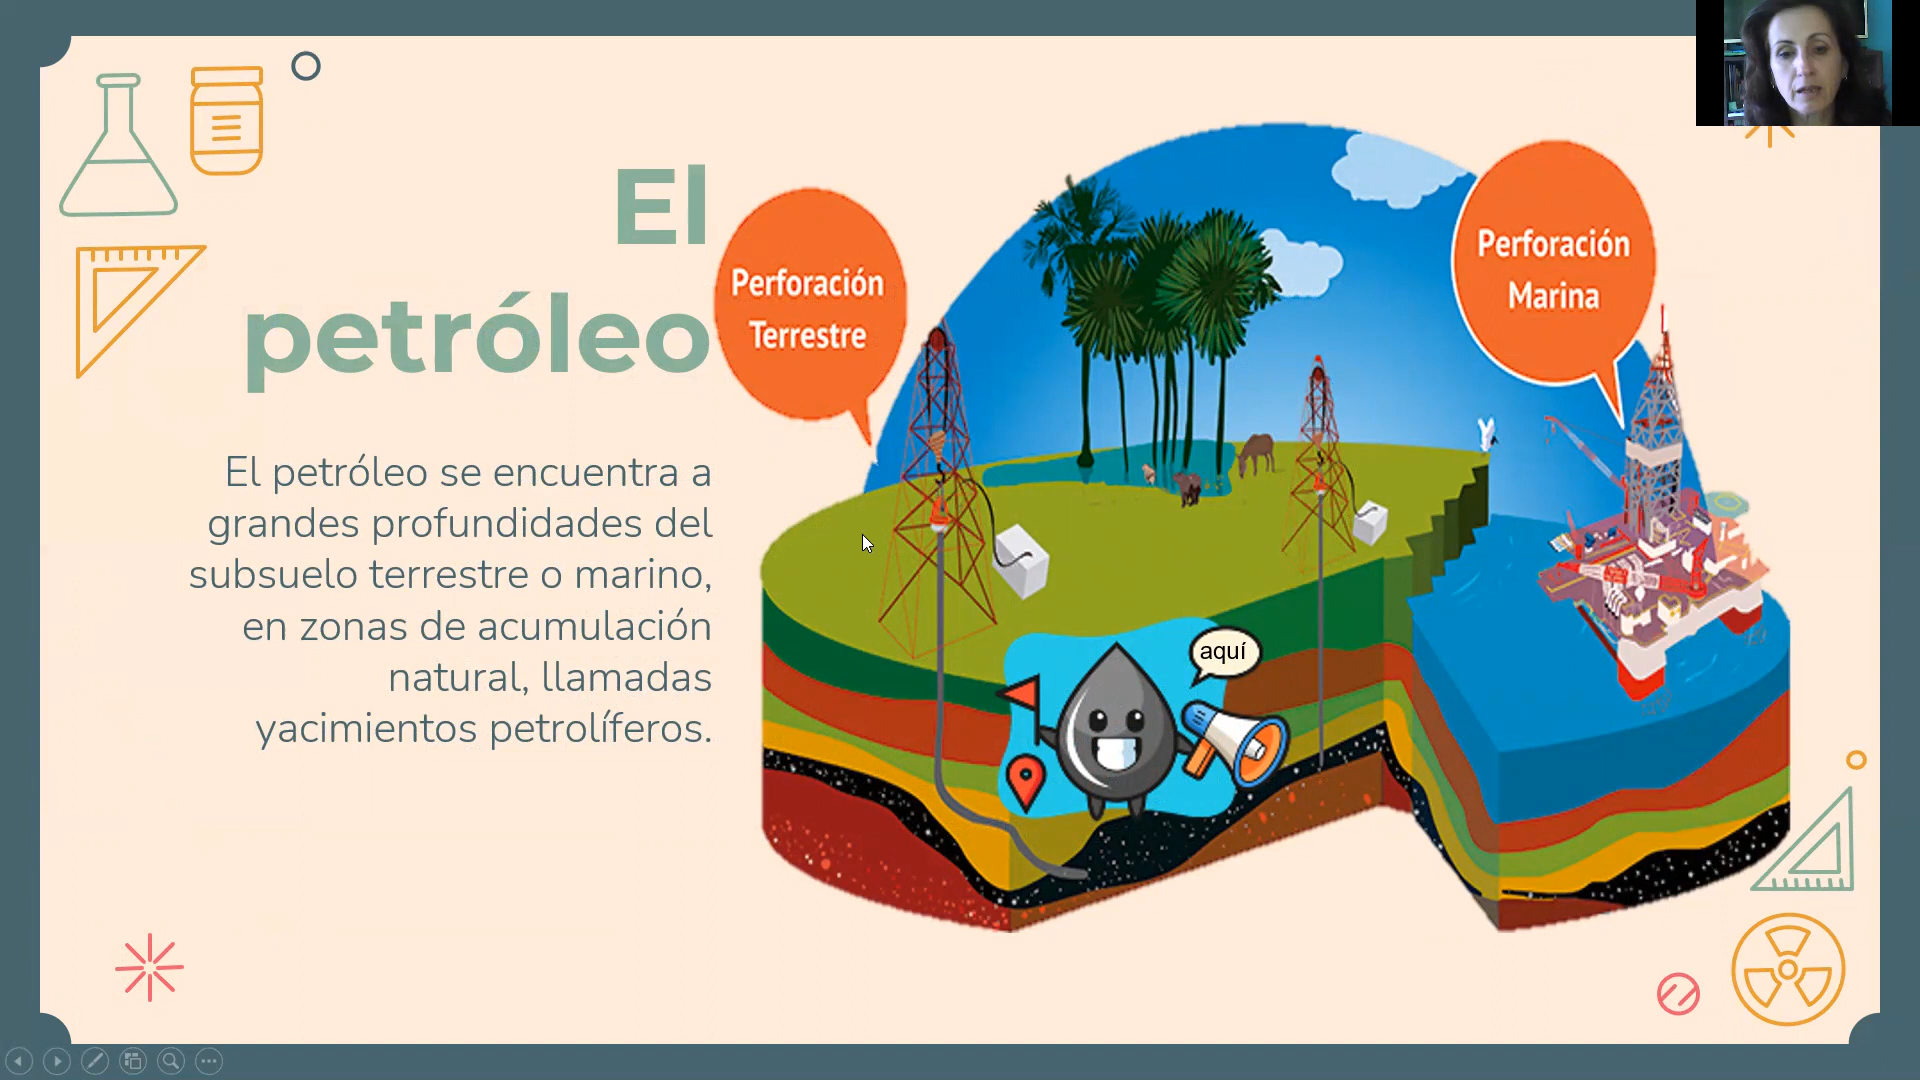 El
petróleo
El petróleo se encuentra a
grandes profundidades del
subsuelo terrestre o marino,
en zonas de acumulación
natural, llamadas
yacimientos petrolíferos.
Perforación
Terrestre
Perforación
Marina
aquí